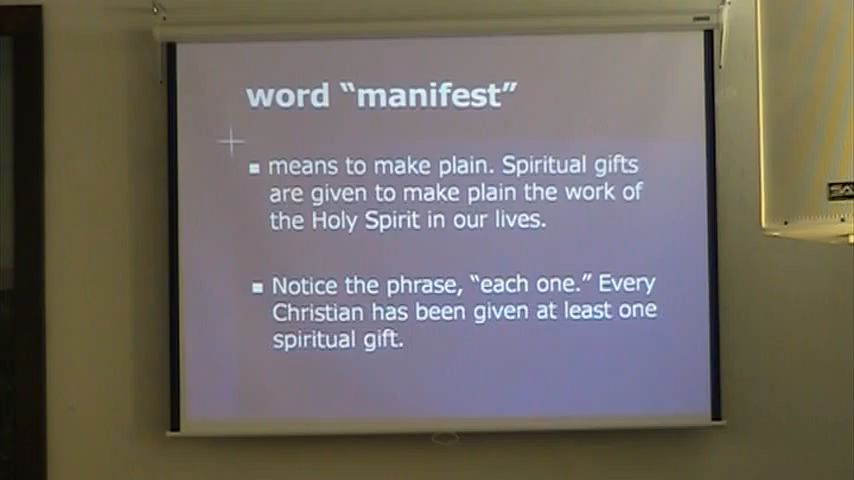 word “manifest”
■ means to make plain. Spiritual gifts
are given to make plain the work of
the Holy Spirit in our lives.
■ Notice the phrase, “each one.” Every
Christian has been given at least one
spiritual gift.